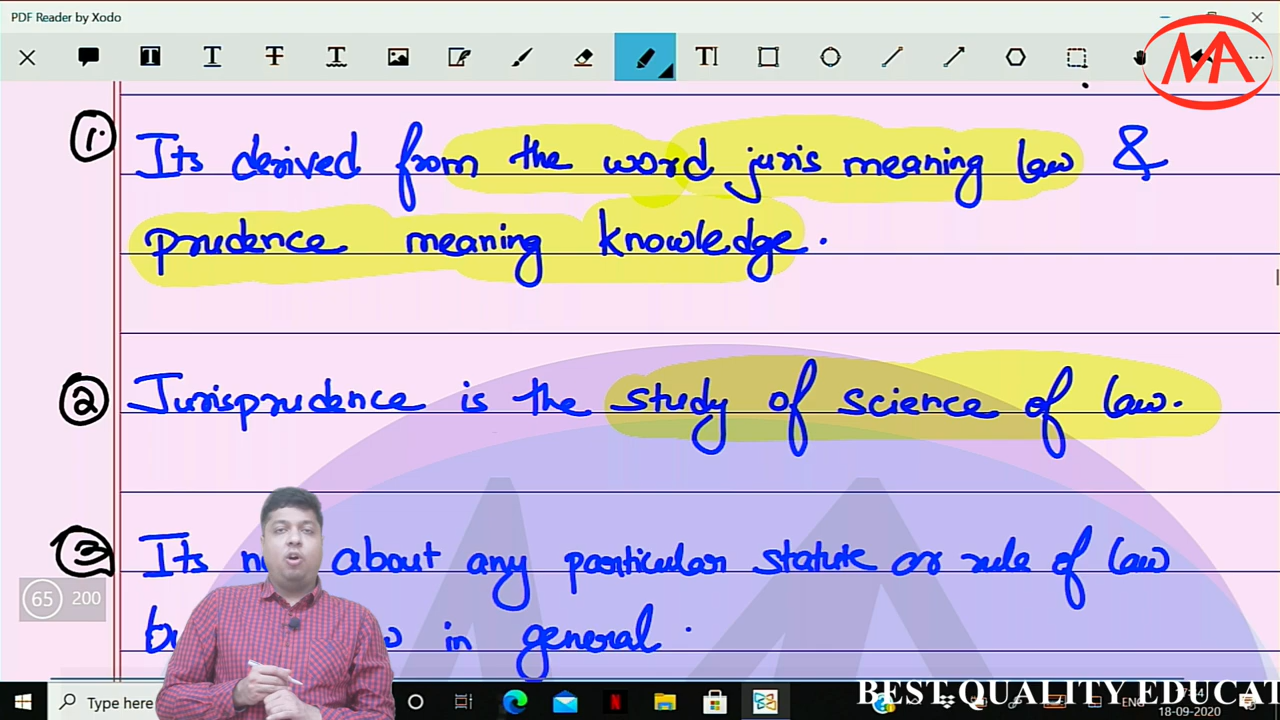 PDF Reader by Xodo
MA
1. Its derived from the word juris meaning law &
prudence meaning knowledge.
2 Jurisprudence is the study of science of law.
3 Its about any particular statute or rule of law
in general.
65 200
Type here
ENG
18-09-2020
BEST QUALITY EDUCAT